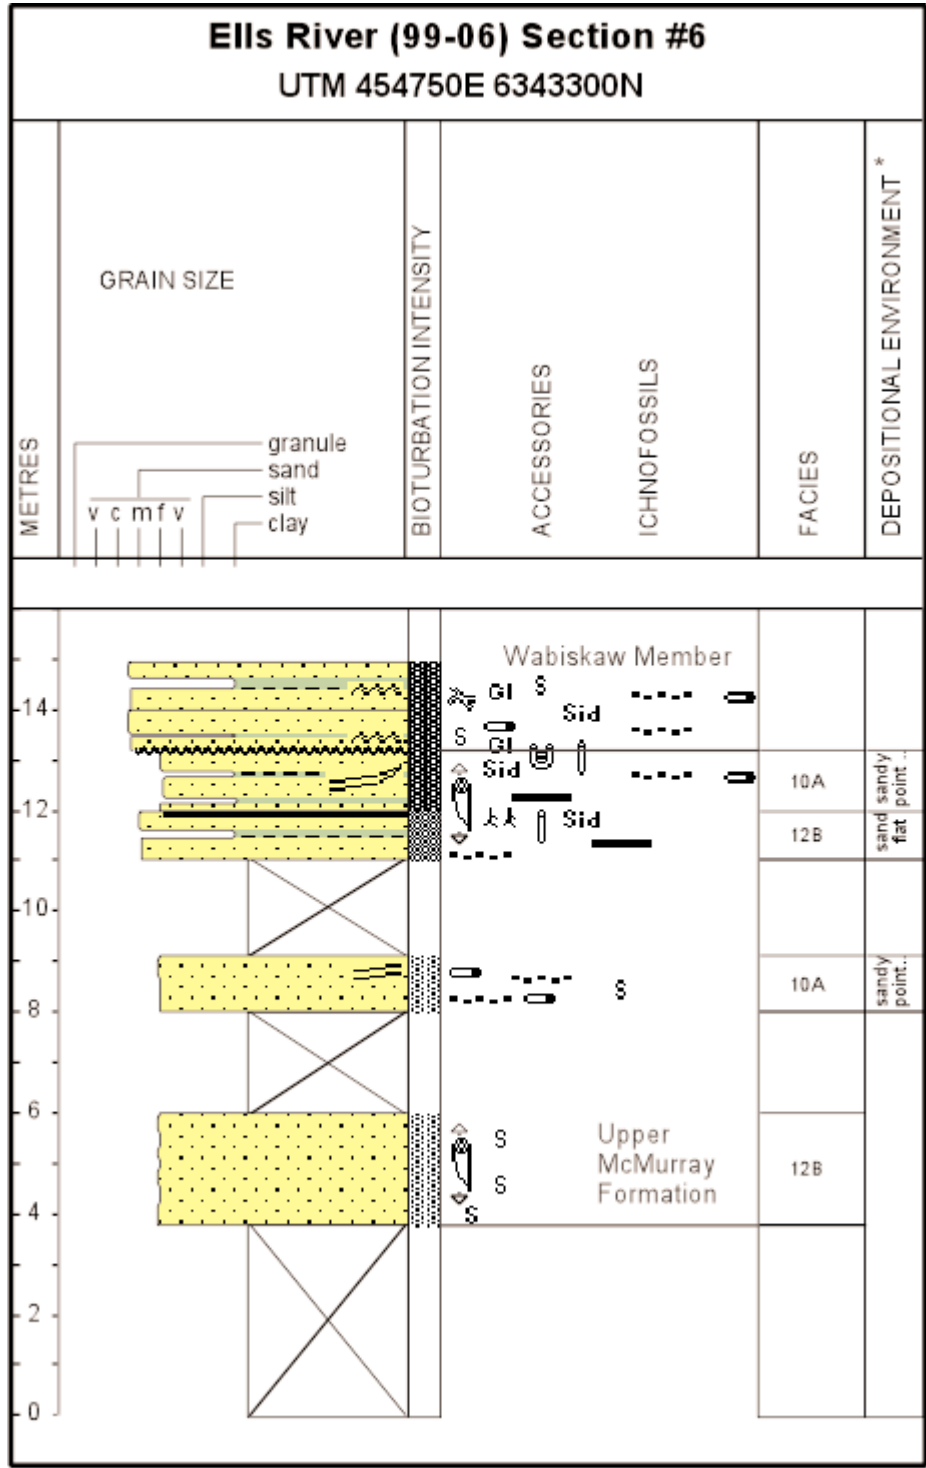 Ells River (99-06) Section #6
UTM 454750E 6343300N
METRES
GRAIN SIZE
granule
sand
silt
clay
v c m f v
BIOTURBATION INTENSITY
ACCESSORIES
ICHNOFOSSILS
FACIES
DEPOSITIONAL ENVIRONMENT *
Wabiskaw Member
Gl S
14
Sid
S
Gl
Sid
10A
sandy
point ..
12
Sid
12B
sand
flat
10
10A
sandy
point..
S
8
6
S
Upper
McMurray
Formation
12B
S
S
4
2
0